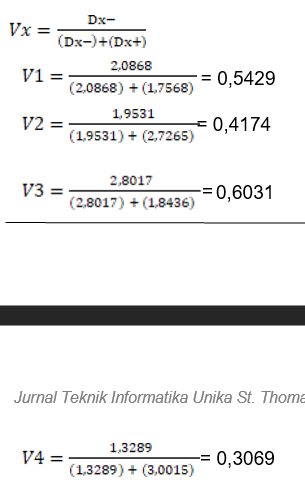 Vx = Dx− / (Dx−)+(Dx+)
V1 = 2,0868 / (2,0868) + (1,7568) = 0,5429
V2 = 1,9531 / (1,9531) + (2,7265) = 0,4174
V3 = 2,8017 / (2,8017) + (1,8436) = 0,6031
Jurnal Teknik Informatika Unika St. Thoma
V4 = 1,3289 / (1,3289) + (3,0015) = 0,3069